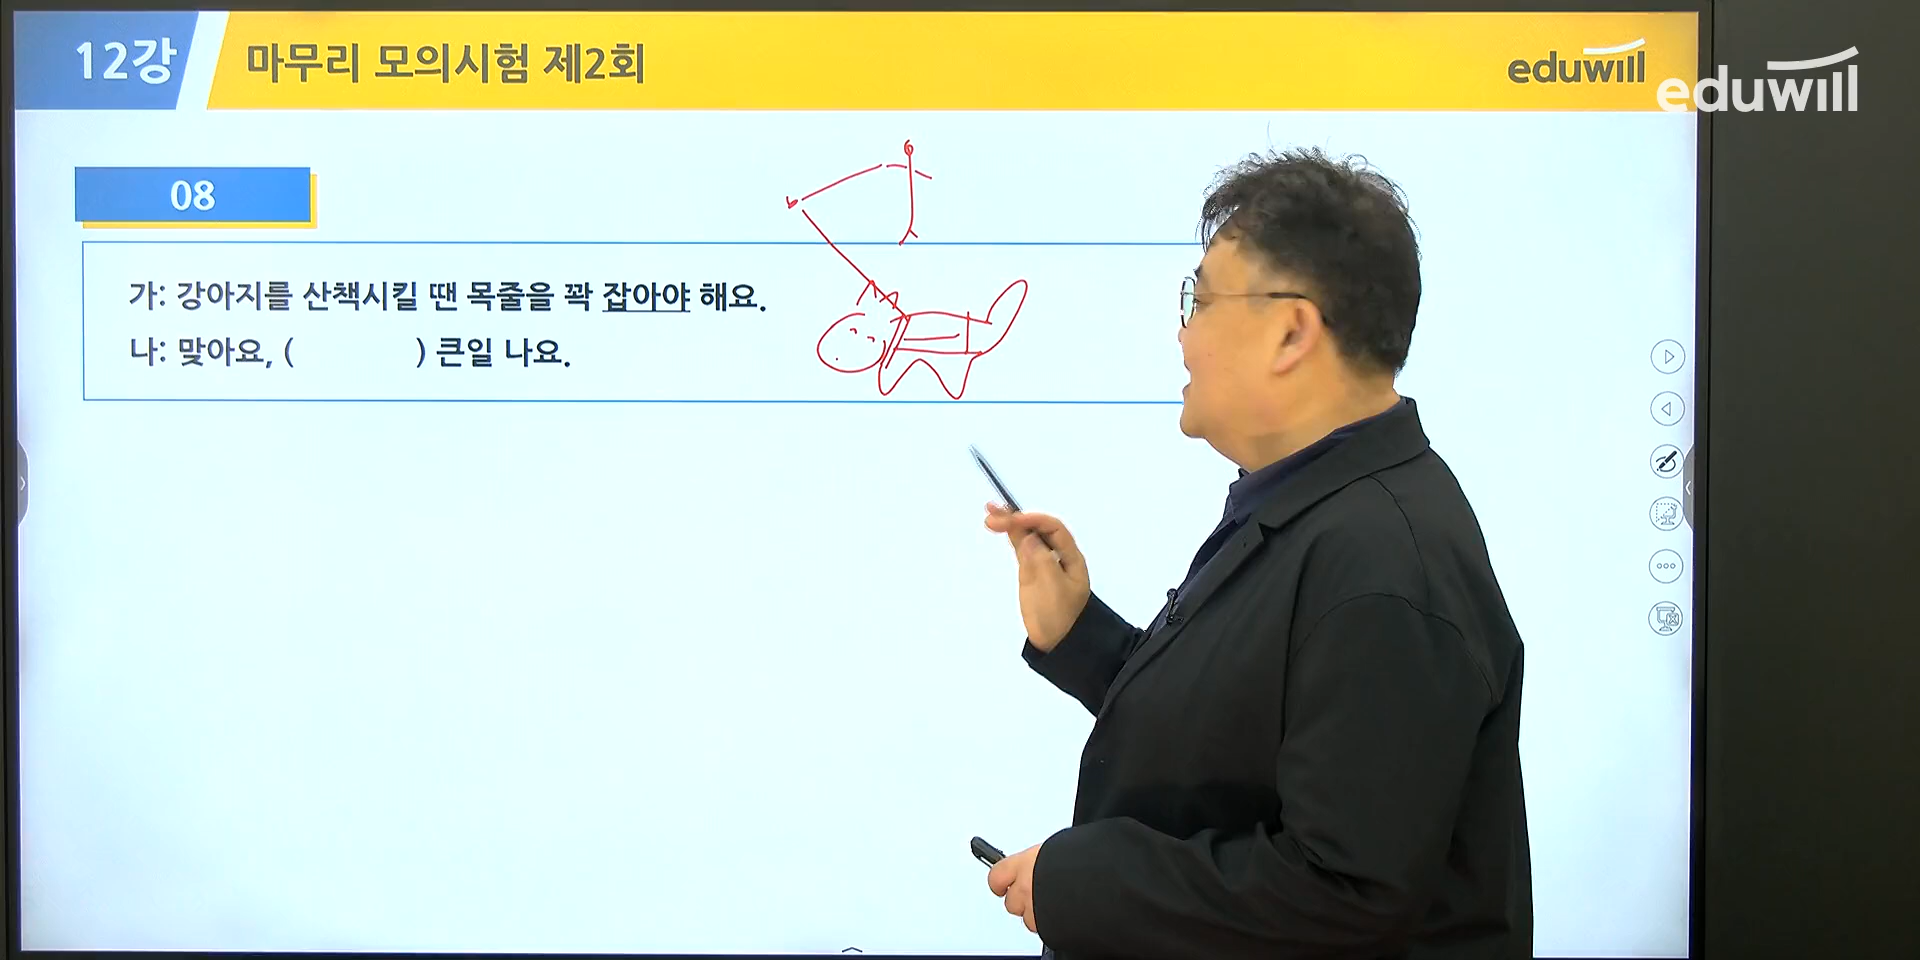 12강
마무리 모의시험 제2회
eduwill
eduwill
08
가: 강아지를 산책시킬 땐 목줄을 꽉 잡아야 해요.
나: 맞아요, ( ) 큰일 나요.